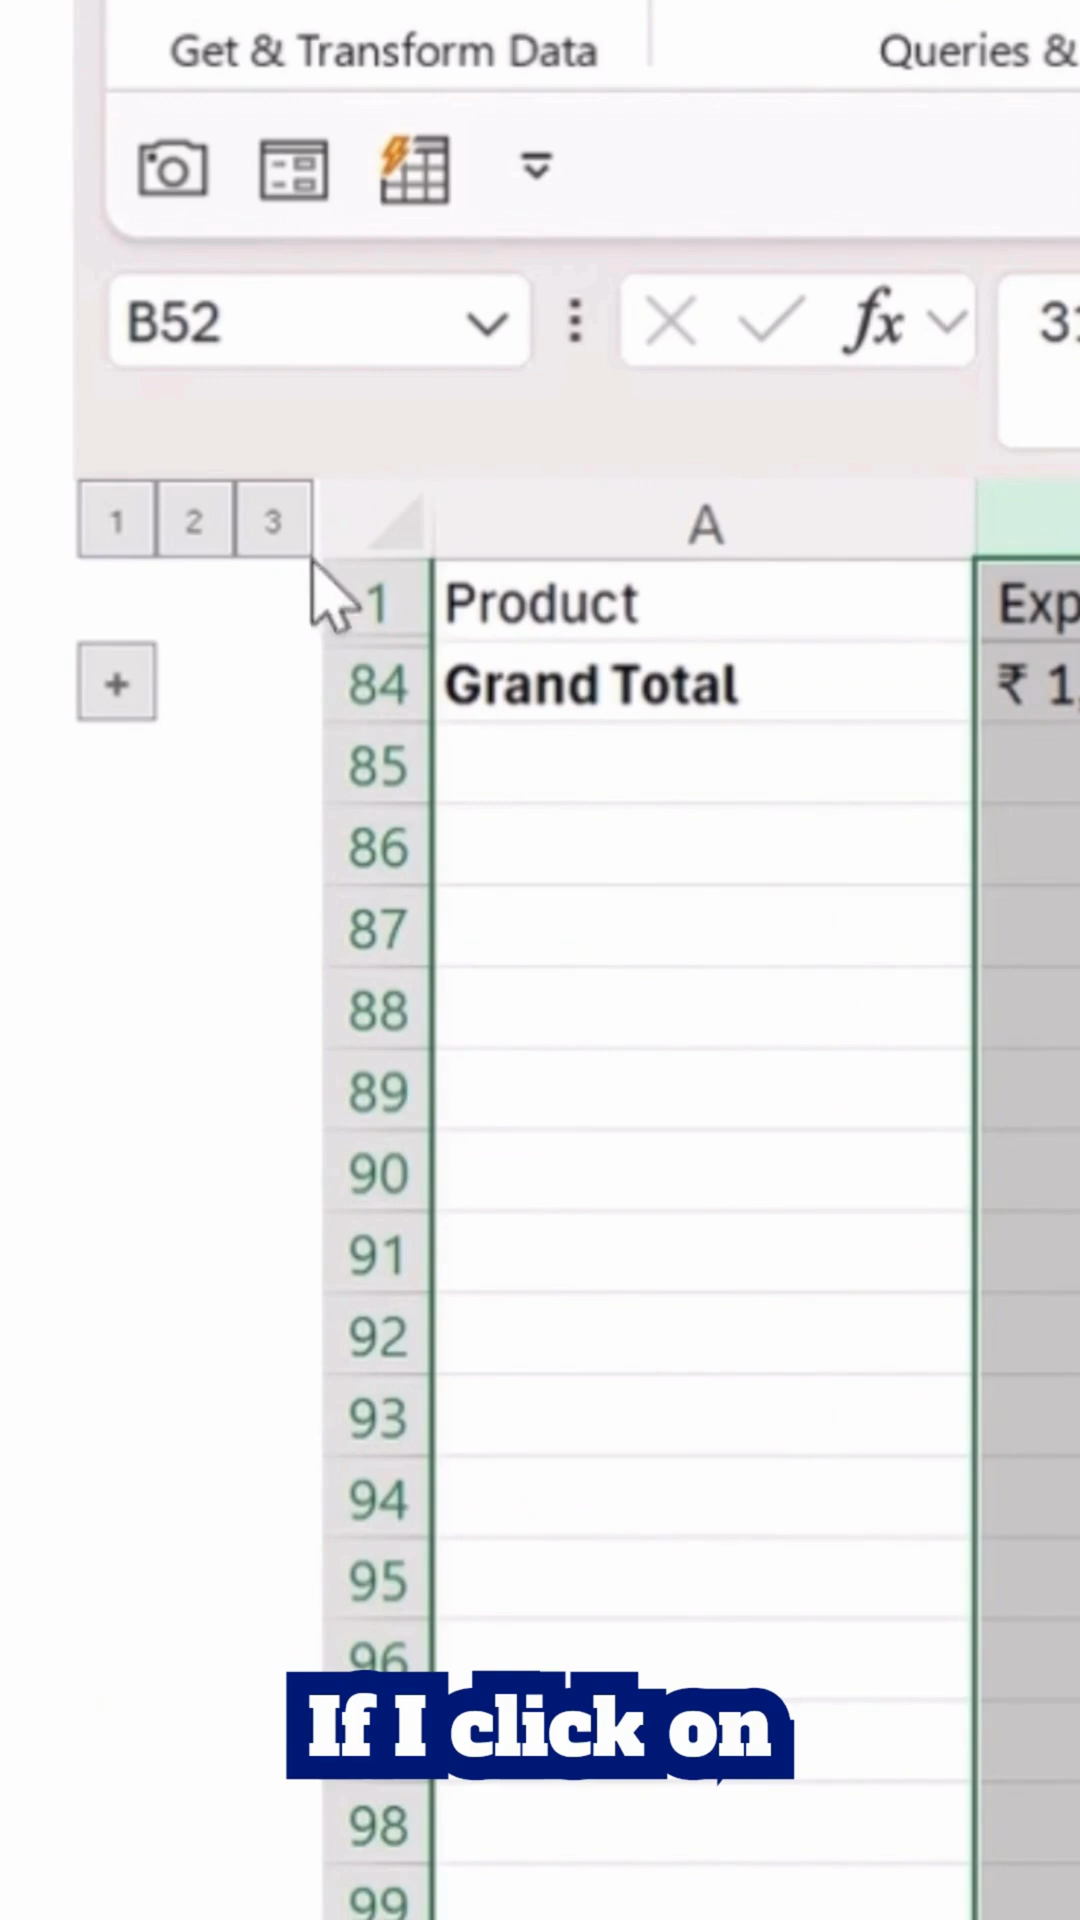 Get & Transform Data
Queries &
B52
fx
1 2 3
A
1 Product Exp
+
84 Grand Total ₹ 1,
85
86
87
88
89
90
91
92
93
94
95
96
If I click on
98
99